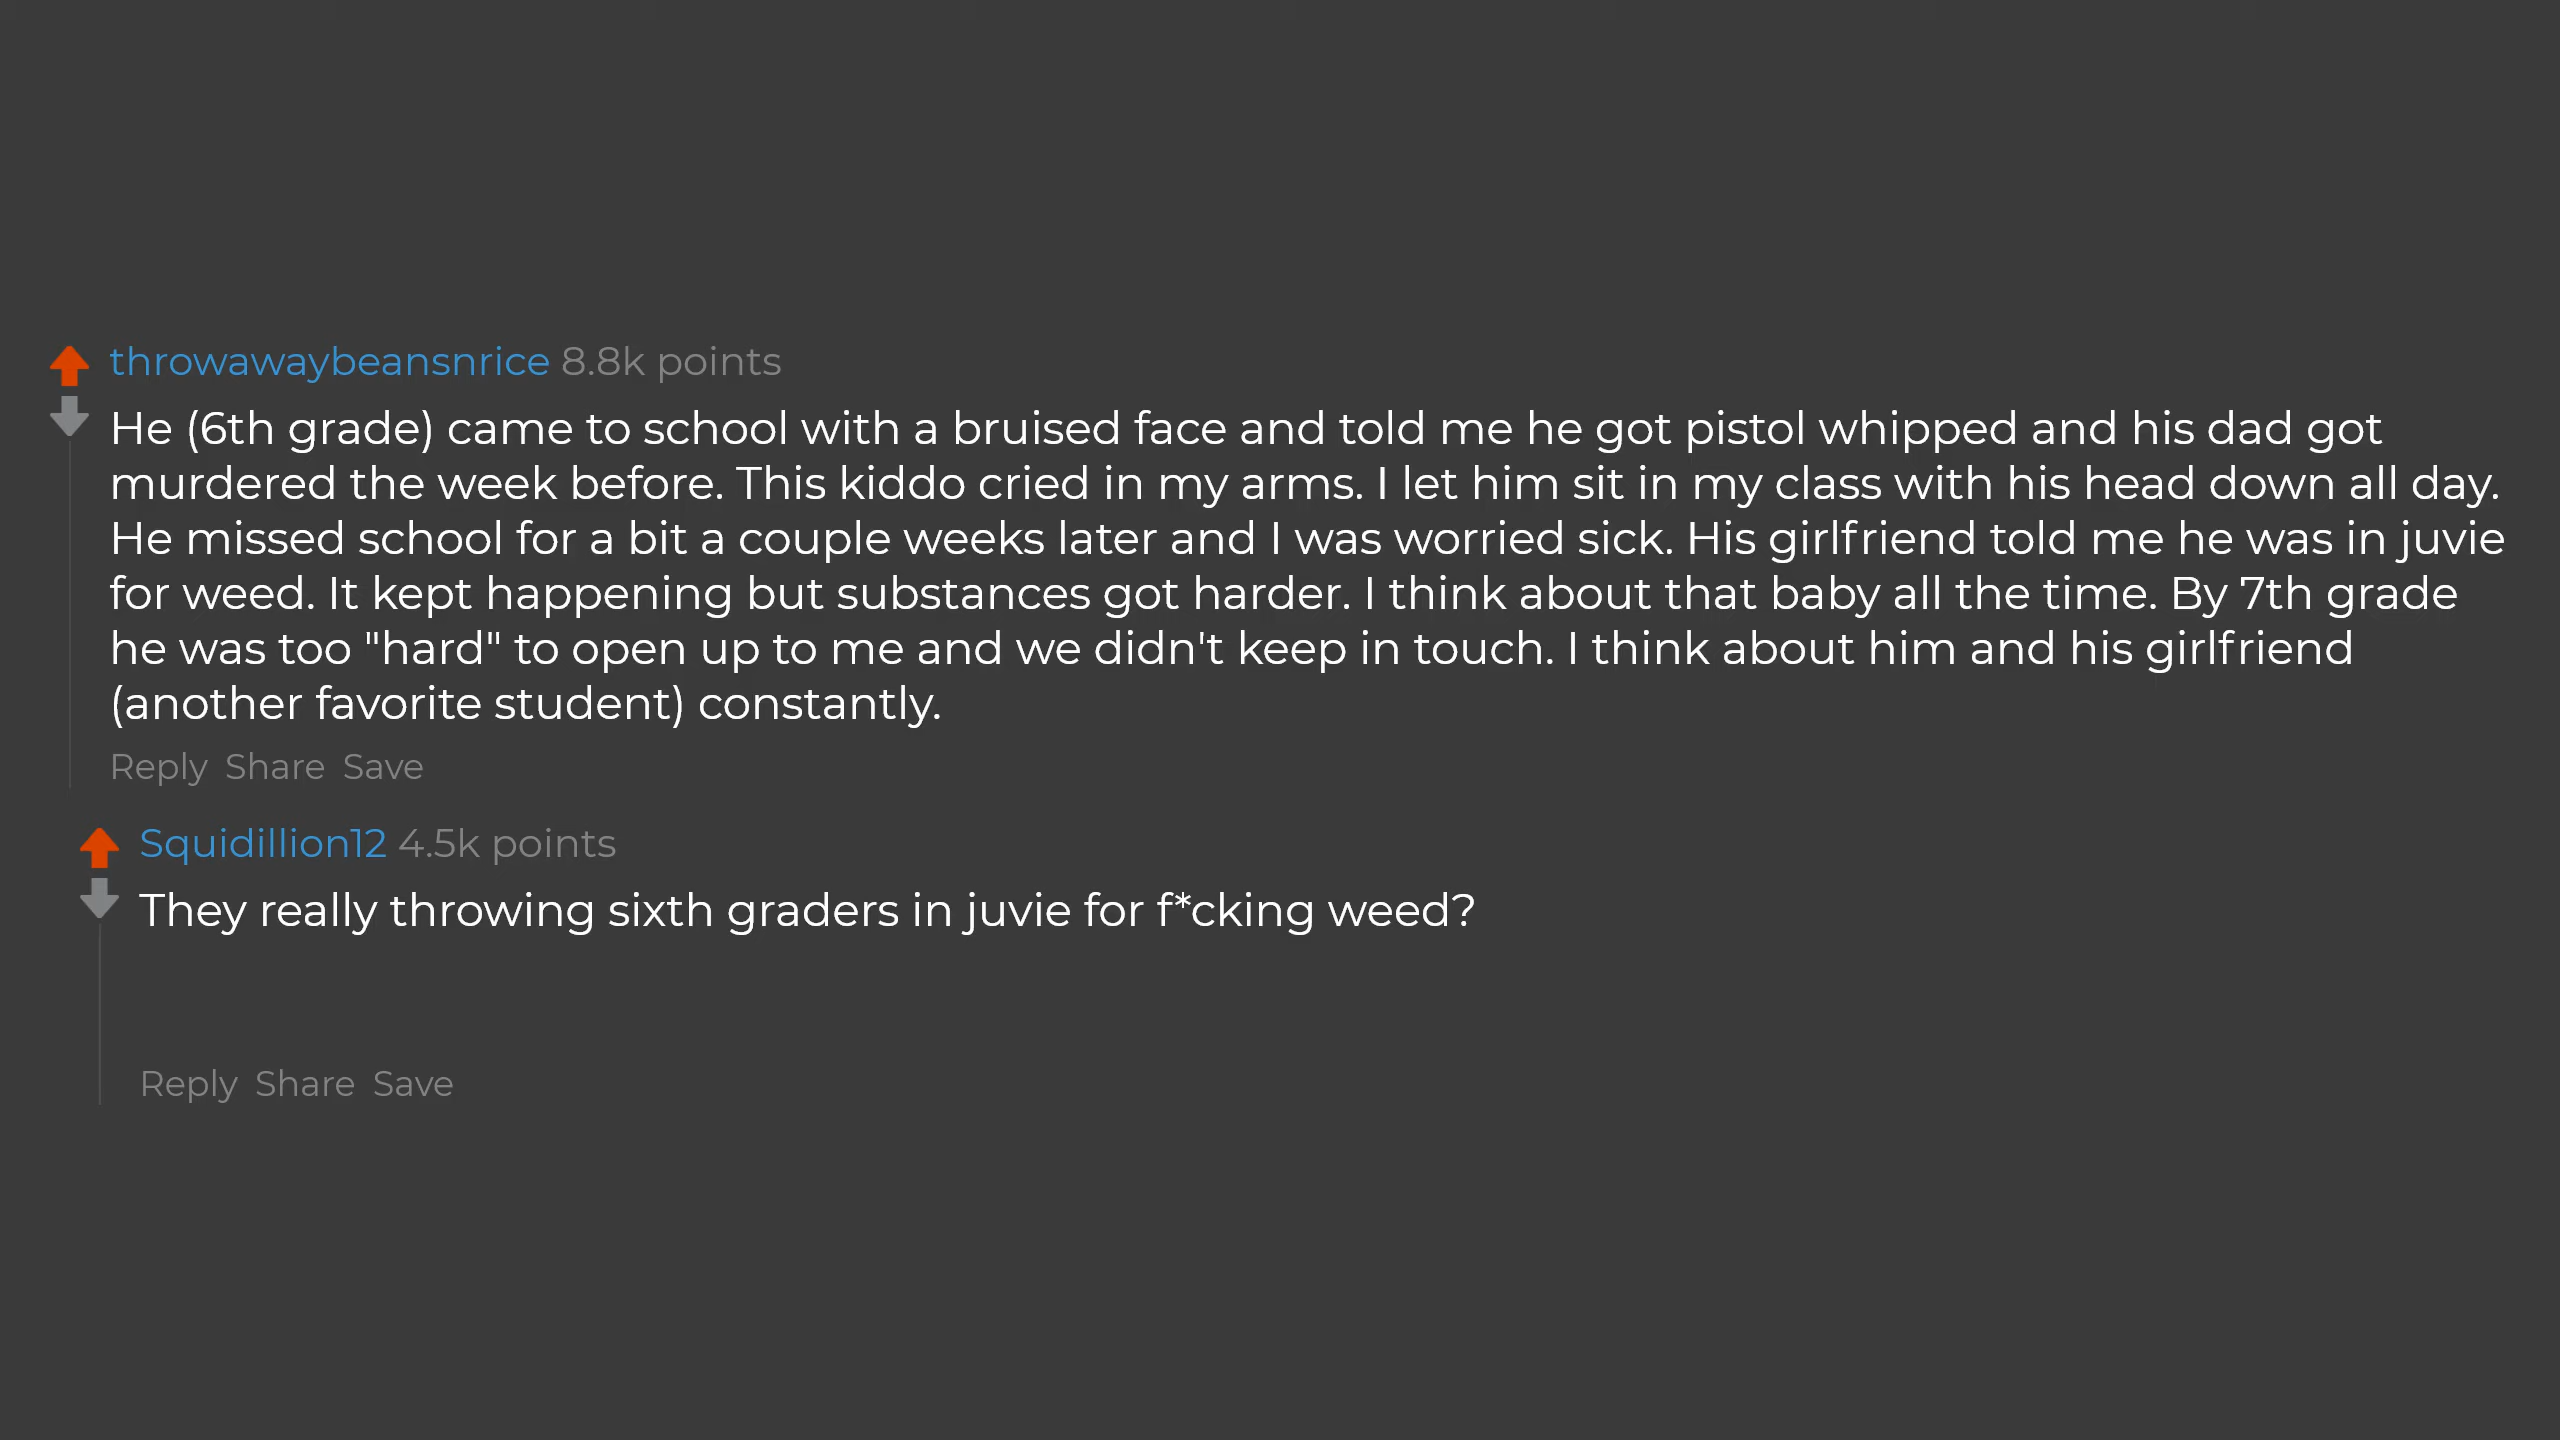 throwawaybeansnrice 8.8k points
He (6th grade) came to school with a bruised face and told me he got pistol whipped and his dad got
murdered the week before. This kiddo cried in my arms. I let him sit in my class with his head down all day.
He missed school for a bit a couple weeks later and I was worried sick. His girlfriend told me he was in juvie
for weed. It kept happening but substances got harder. I think about that baby all the time. By 7th grade
he was too "hard" to open up to me and we didn't keep in touch. I think about him and his girlfriend
(another favorite student) constantly.
Reply Share Save
Squidillion12 4.5k points
They really throwing sixth graders in juvie for f*cking weed?
Reply Share Save